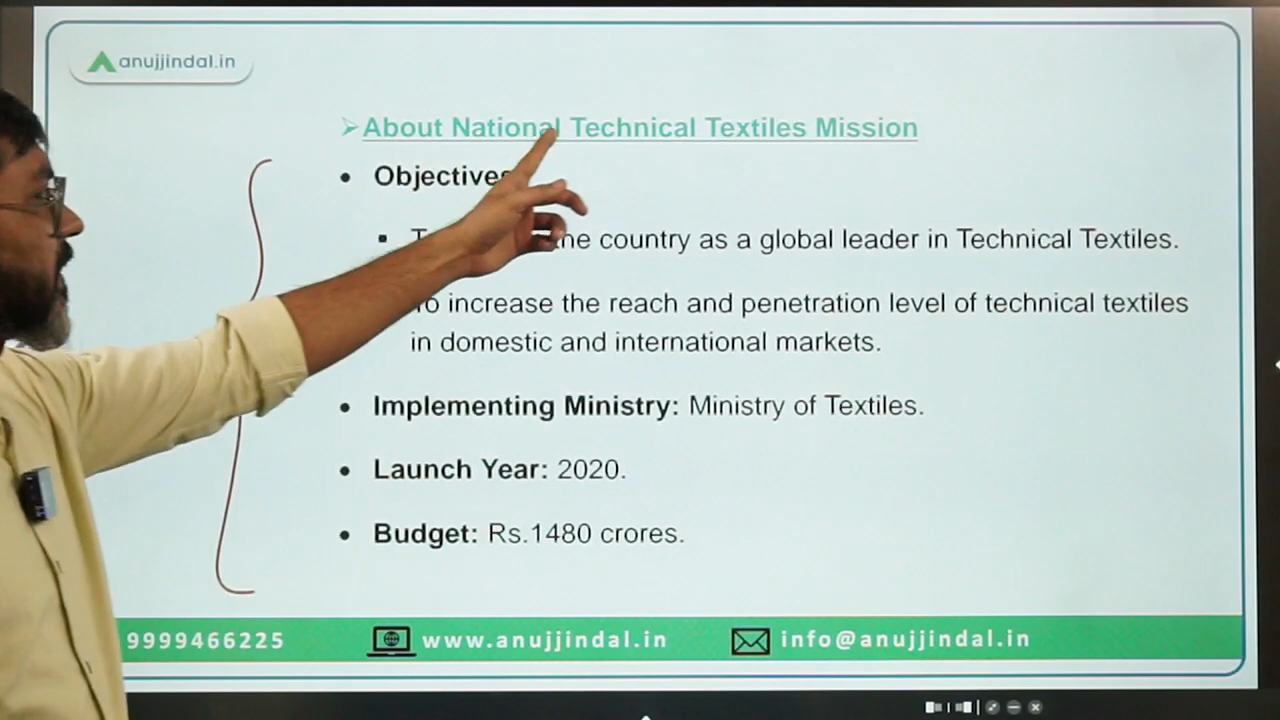 anujjindal.in
➢About National Technical Textiles Mission
• Objectives
▪ the country as a global leader in Technical Textiles.
To increase the reach and penetration level of technical textiles
in domestic and international markets.
• Implementing Ministry: Ministry of Textiles.
• Launch Year: 2020.
• Budget: Rs.1480 crores.
9999466225 www.anujjindal.in info@anujjindal.in